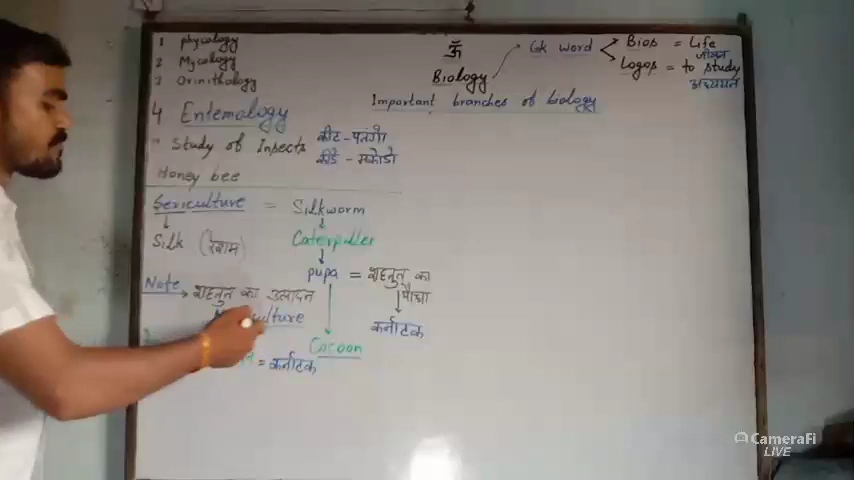 1 phycology
2 Mycology
3 Orinithology
ॐ
Biology
Gk word
Bios = Life
जीवन
Logos = to study
अध्ययन
Important branches of biology
4 Entemology
Study of Insects कीट - पतंगो
कीडे - मकोडो
Honey bee
Sericulture = Silkworm
Silk (रेशम)
Caterpiller
pupa = शहतुत का
पौधा
कर्नाटक
Note → शहतुत का उत्पादन
culture
Cocoon
= कर्नाटक
CameraFi
LIVE